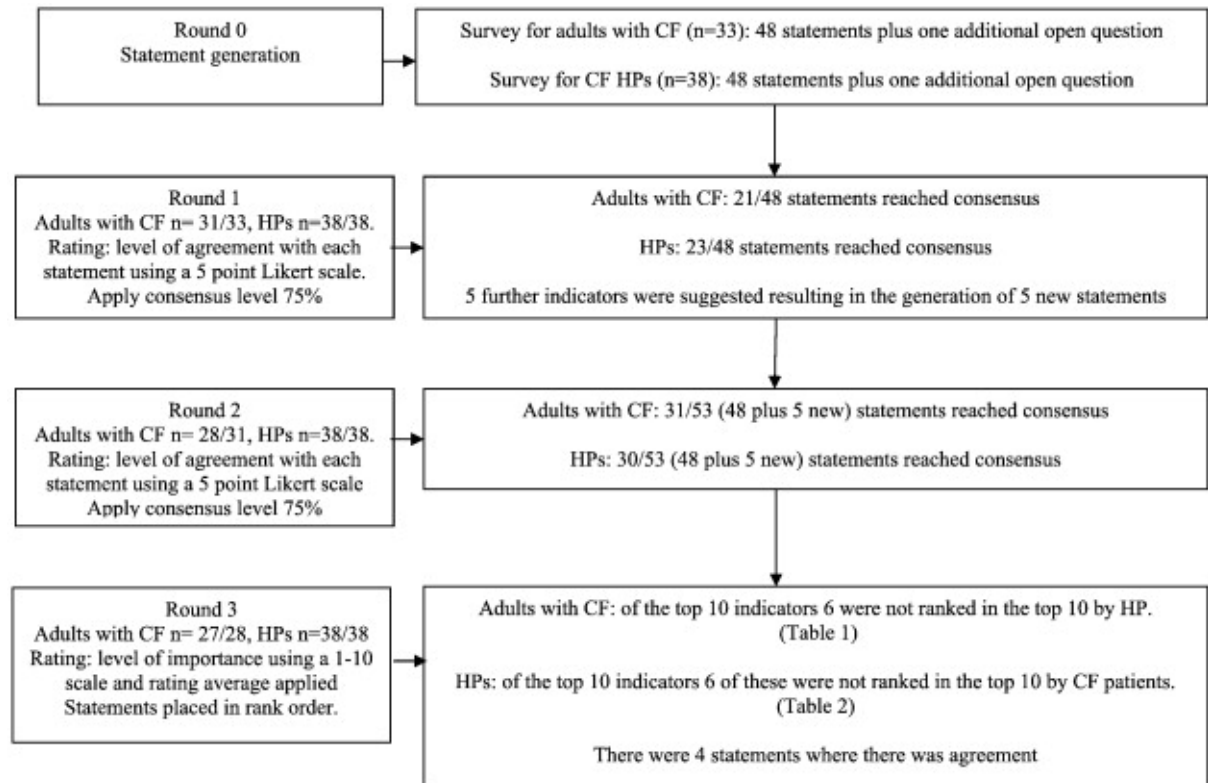 Round 0
Statement generation
Survey for adults with CF (n=33): 48 statements plus one additional open question
Survey for CF HPs (n=38): 48 statements plus one additional open question
Round 1
Adults with CF n= 31/33, HPs n=38/38.
Rating: level of agreement with each
statement using a 5 point Likert scale.
Apply consensus level 75%
Adults with CF: 21/48 statements reached consensus
HPs: 23/48 statements reached consensus
5 further indicators were suggested resulting in the generation of 5 new statements
Round 2
Adults with CF n= 28/31, HPs n=38/38.
Rating: level of agreement with each
statement using a 5 point Likert scale
Apply consensus level 75%
Adults with CF: 31/53 (48 plus 5 new) statements reached consensus
HPs: 30/53 (48 plus 5 new) statements reached consensus
Round 3
Adults with CF n= 27/28, HPs n=38/38
Rating: level of importance using a 1-10
scale and rating average applied
Statements placed in rank order.
Adults with CF: of the top 10 indicators 6 were not ranked in the top 10 by HP.
(Table 1)
HPs: of the top 10 indicators 6 of these were not ranked in the top 10 by CF patients.
(Table 2)
There were 4 statements where there was agreement